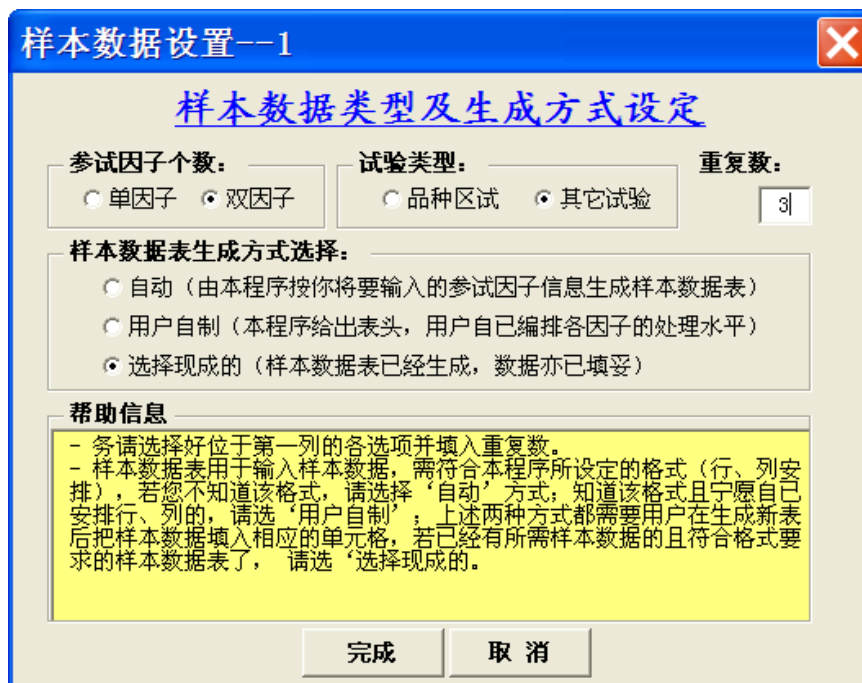 样本数据设置--1
样本数据类型及生成方式设定
参试因子个数： 试验类型： 重复数：
单因子 双因子 品种区试 其它试验 3
样本数据表生成方式选择：
自动（由本程序按你将要输入的参试因子信息生成样本数据表）
用户自制（本程序给出表头，用户自己编排各因子的处理水平）
选择现成的（样本数据表已经生成，数据亦已填妥）
帮助信息
- 务请选择好位于第一列的各选项并填入重复数。
- 样本数据表用于输入样本数据，需符合本程序所设定的格式（行、列安
排），若您不知道该格式，请选择‘自动’方式；知道该格式且宁愿自己
安排行、列的，请选‘用户自制’；上述两种方式都需要用户在生成新表
后把样本数据填入相应的单元格，若已经有所需样本数据的且符合格式要
求的样本数据表了， 请选‘选择现成的。
完成 取 消